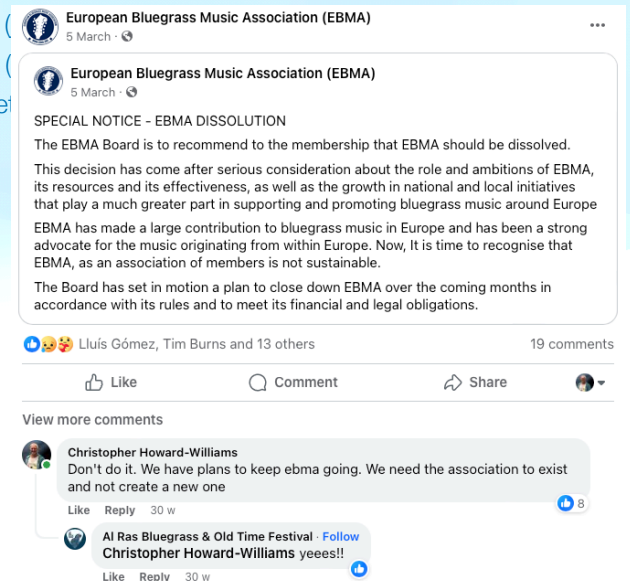 European Bluegrass Music Association (EBMA)
5 March ·
European Bluegrass Music Association (EBMA)
5 March ·
SPECIAL NOTICE - EBMA DISSOLUTION
The EBMA Board is to recommend to the membership that EBMA should be dissolved.
This decision has come after serious consideration about the role and ambitions of EBMA,
its resources and its effectiveness, as well as the growth in national and local initiatives
that play a much greater part in supporting and promoting bluegrass music around Europe
EBMA has made a large contribution to bluegrass music in Europe and has been a strong
advocate for the music originating from within Europe. Now, It is time to recognise that
EBMA, as an association of members is not sustainable.
The Board has set in motion a plan to close down EBMA over the coming months in
accordance with its rules and to meet its financial and legal obligations.
Lluís Gómez, Tim Burns and 13 others 19 comments
Like Comment Share
View more comments
Christopher Howard-Williams
Don't do it. We have plans to keep ebma going. We need the association to exist
and not create a new one
8
Like Reply 30 w
Al Ras Bluegrass & Old Time Festival · Follow
Christopher Howard-Williams yeees!!
Like Reply 30 w